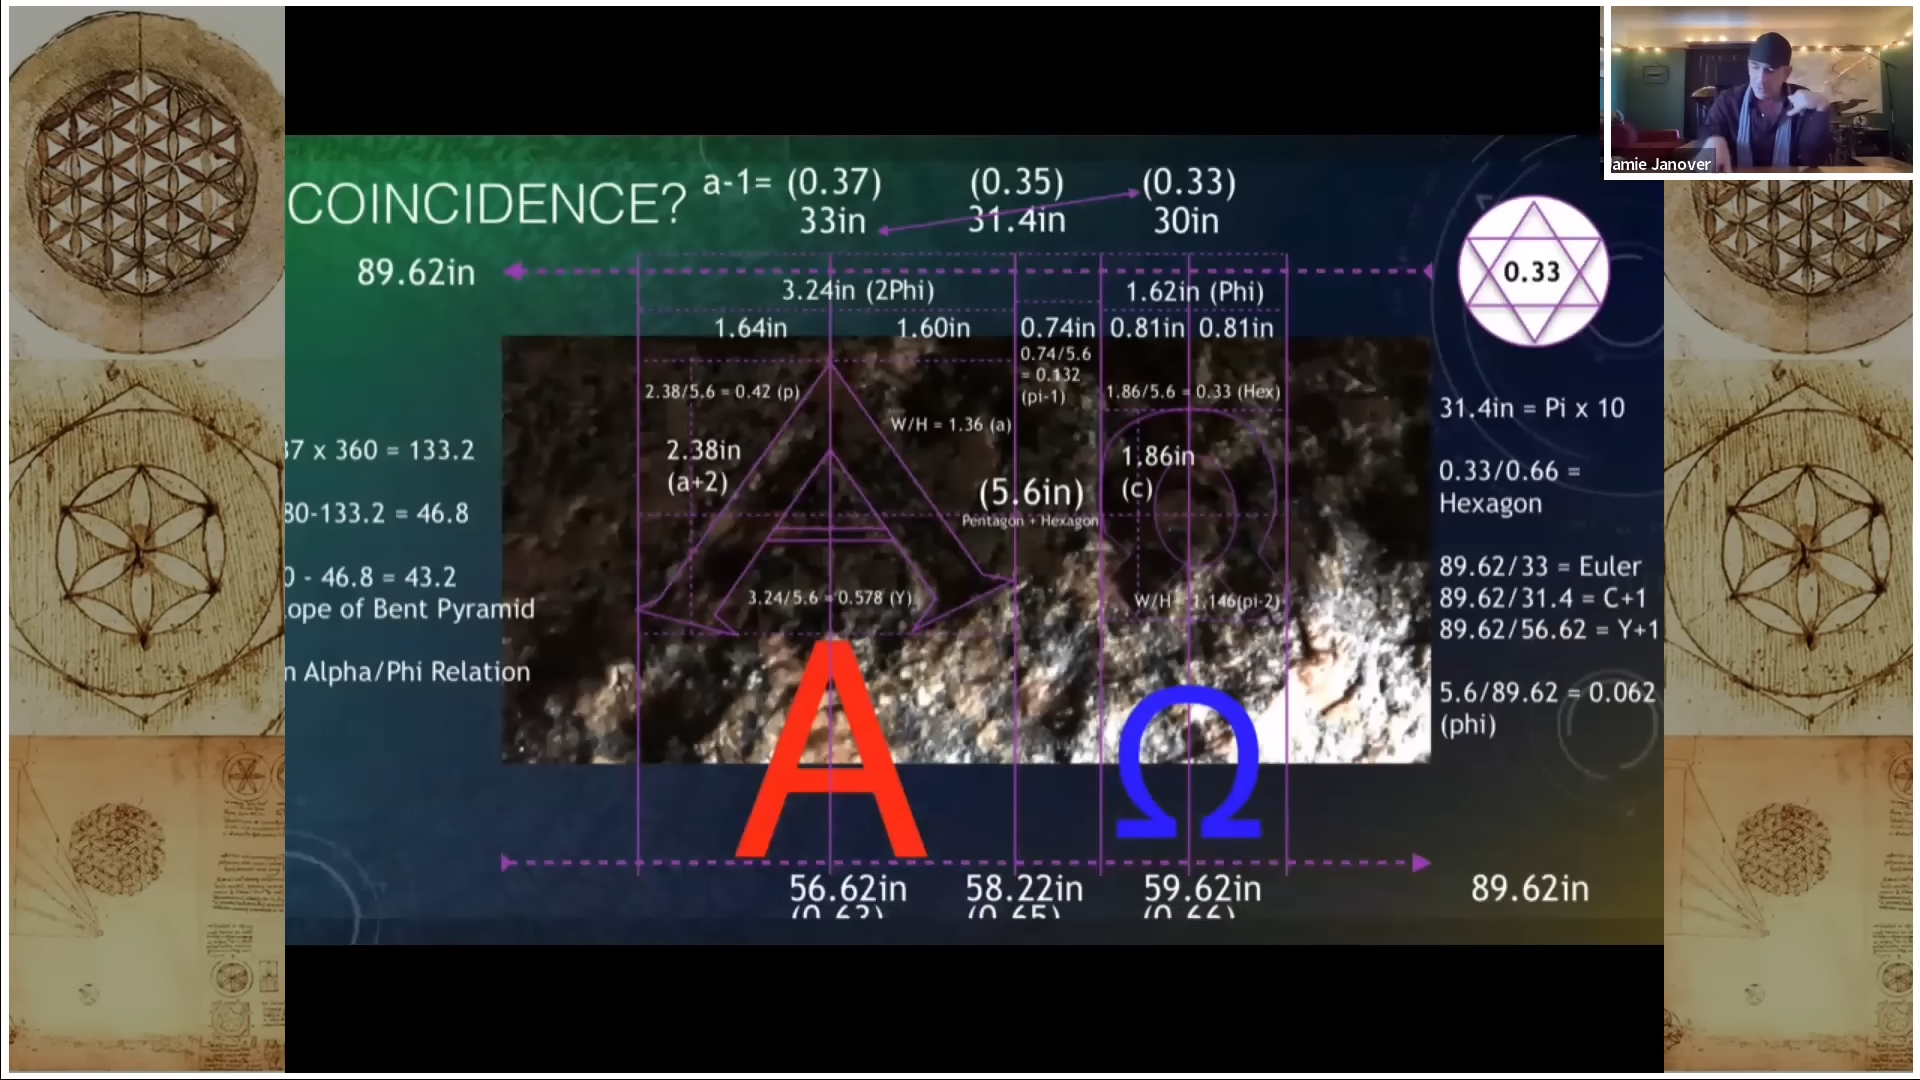 amie Janover
COINCIDENCE?
a-1= (0.37) (0.35) (0.33)
33in 31.4in 30in
89.62in
0.33
3.24in (2Phi) 1.62in (Phi)
1.64in 1.60in 0.74in 0.81in 0.81in
0.74/5.6
= 0.132
(pi-1)
2.38/5.6 = 0.42 (p)
1.86/5.6 = 0.33 (Hex)
W/H = 1.36 (a)
2.38in
(a+2)
1.86in
(c)
(5.6in)
Pentagon + Hexagon
3.24/5.6 = 0.578 (Y)
W/H = 1.146(pi-2)
37 x 360 = 133.2
80-133.2 = 46.8
0 - 46.8 = 43.2
ope of Bent Pyramid
n Alpha/Phi Relation
31.4in = Pi x 10
0.33/0.66 =
Hexagon
89.62/33 = Euler
89.62/31.4 = C+1
89.62/56.62 = Y+1
5.6/89.62 = 0.062
(phi)
Α Ω
56.62in 58.22in 59.62in 89.62in
(0.63) (0.65) (0.66)